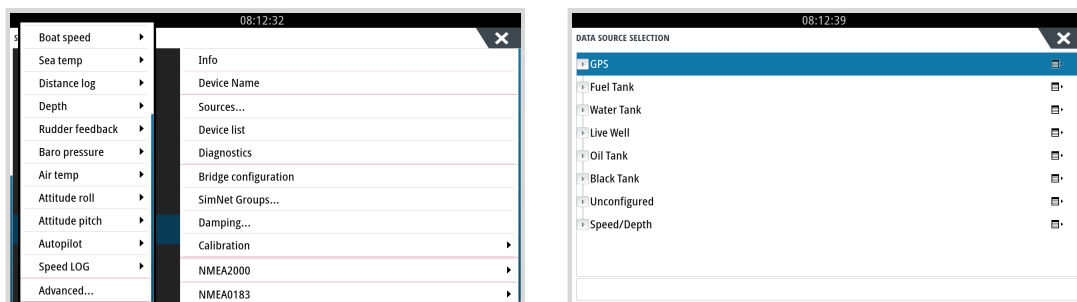 08:12:32
S
Boat speed
Sea temp
Distance log
Depth
Rudder feedback
Baro pressure
Air temp
Attitude roll
Attitude pitch
Autopilot
Speed LOG
Advanced...
Info
Device Name
Sources...
Device list
Diagnostics
Bridge configuration
SimNet Groups...
Damping...
Calibration
NMEA2000
NMEA0183
08:12:39
DATA SOURCE SELECTION
GPS
Fuel Tank
Water Tank
Live Well
Oil Tank
Black Tank
Unconfigured
Speed/Depth